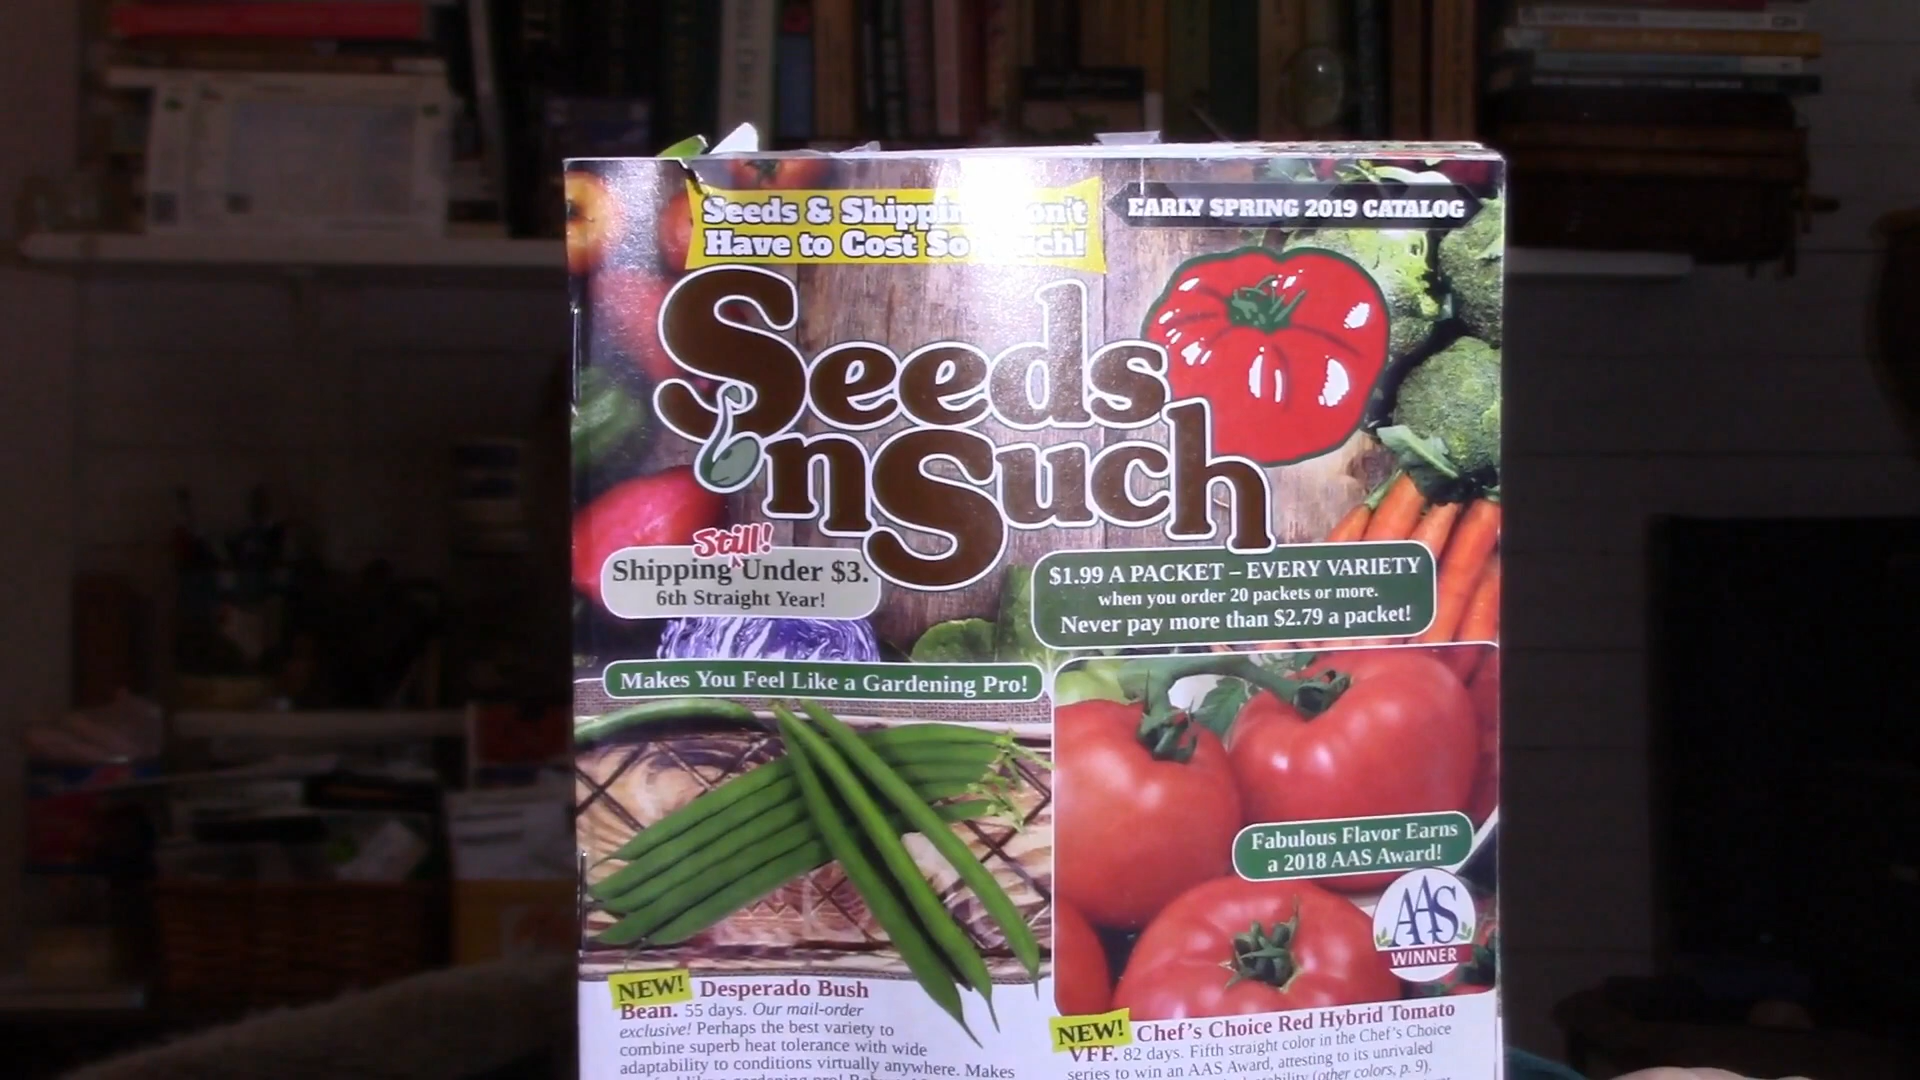 Seeds & Shippin on't
Have to Cost So uch!
EARLY SPRING 2019 CATALOG
Seeds
'n Such
Still!
Shipping Under $3.
6th Straight Year!
$1.99 A PACKET – EVERY VARIETY
when you order 20 packets or more.
Never pay more than $2.79 a packet!
Makes You Feel Like a Gardening Pro!
Fabulous Flavor Earns
a 2018 AAS Award!
AAS
WINNER
NEW! Desperado Bush
Bean. 55 days. Our mail-order
exclusive! Perhaps the best variety to
combine superb heat tolerance with wide
adaptability to conditions virtually anywhere. Makes
NEW! Chef's Choice Red Hybrid Tomato
VFF. 82 days. Fifth straight color in the Chef's Choice
series to win an AAS Award, attesting to its unrivaled
(other colors, p. 9).